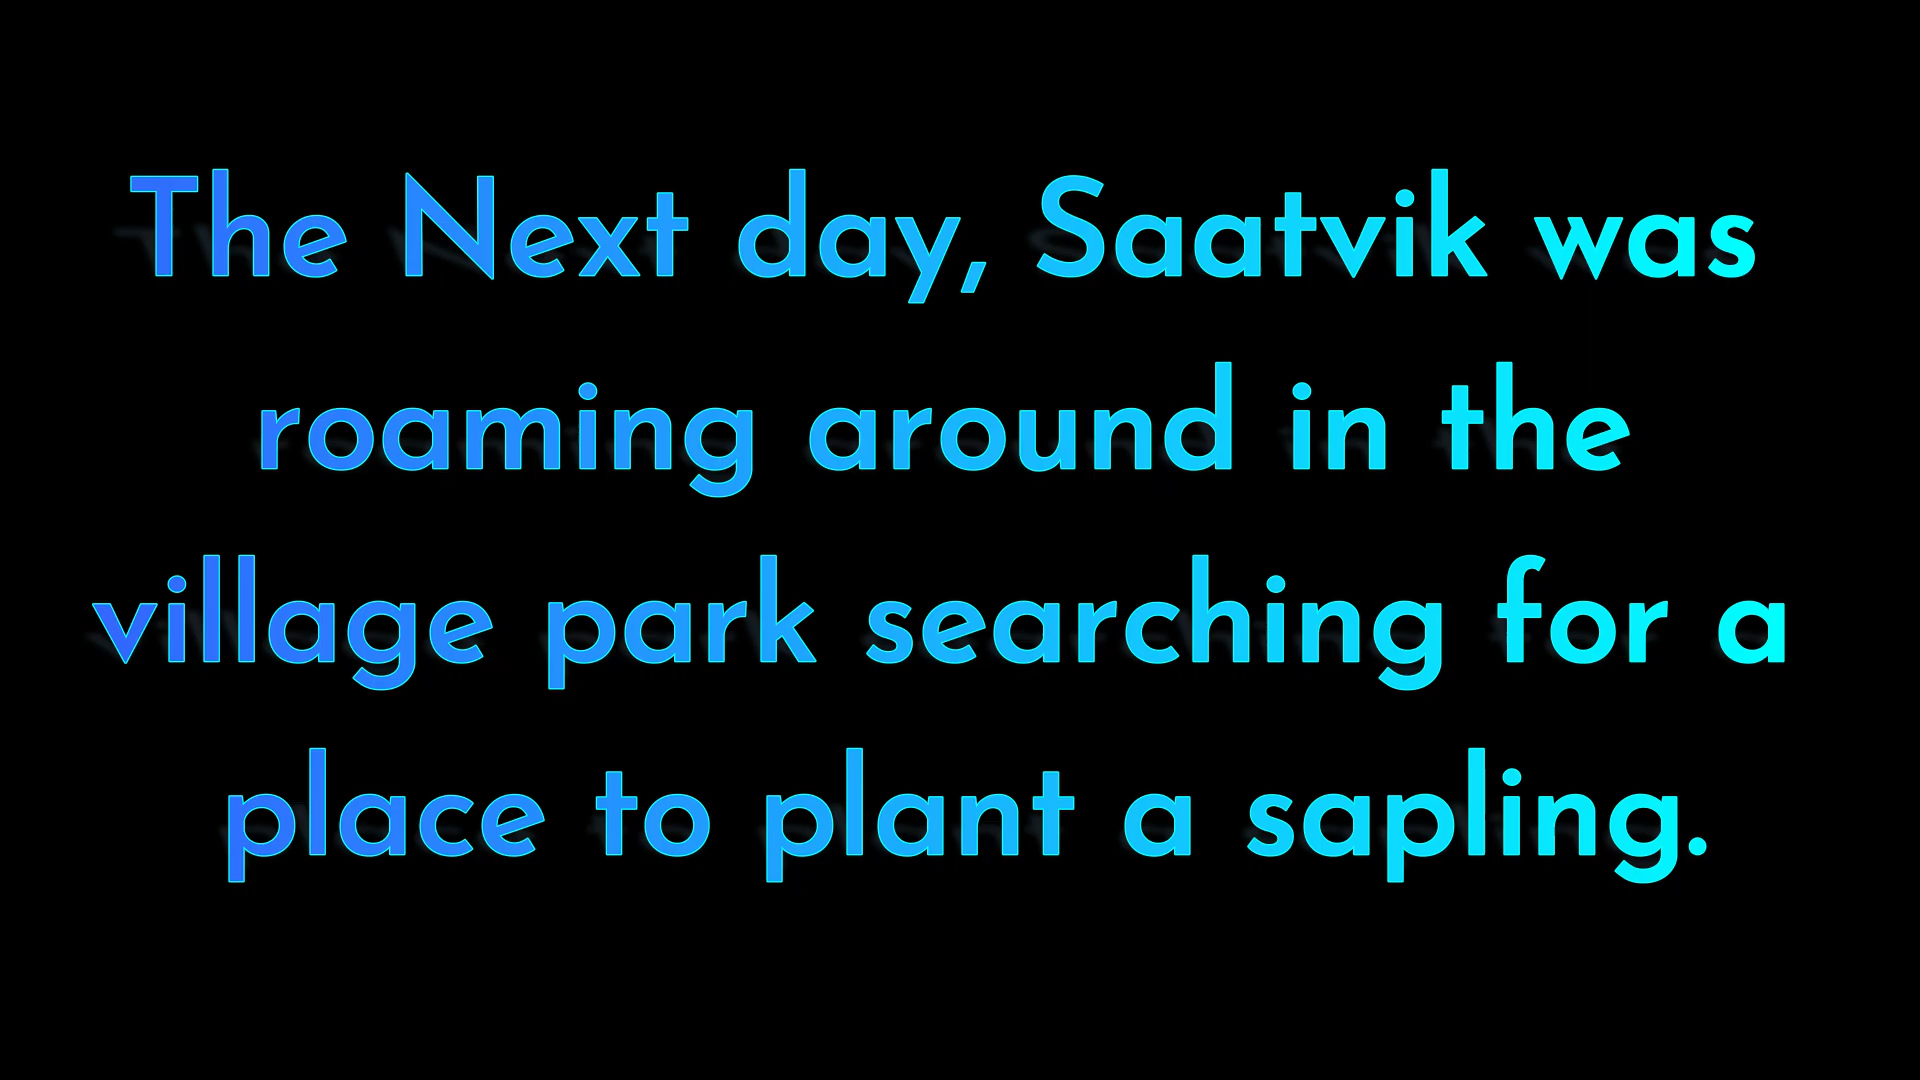 The Next day, Saatvik was
roaming around in the
village park searching for a
place to plant a sapling.